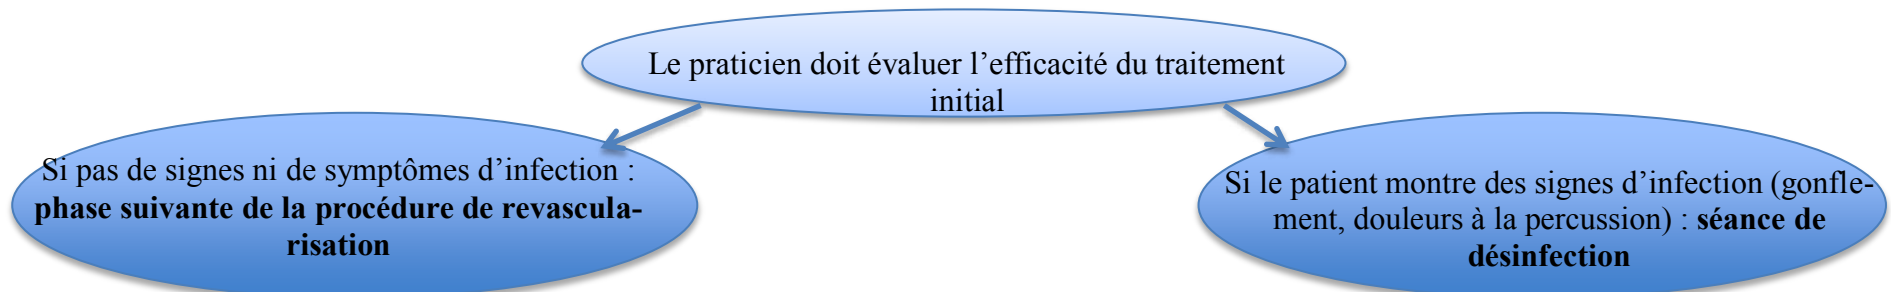 Le praticien doit évaluer l’efficacité du traitement
initial
Si pas de signes ni de symptômes d’infection :
phase suivante de la procédure de revascula-
risation
Si le patient montre des signes d’infection (gonfle-
ment, douleurs à la percussion) : séance de
désinfection